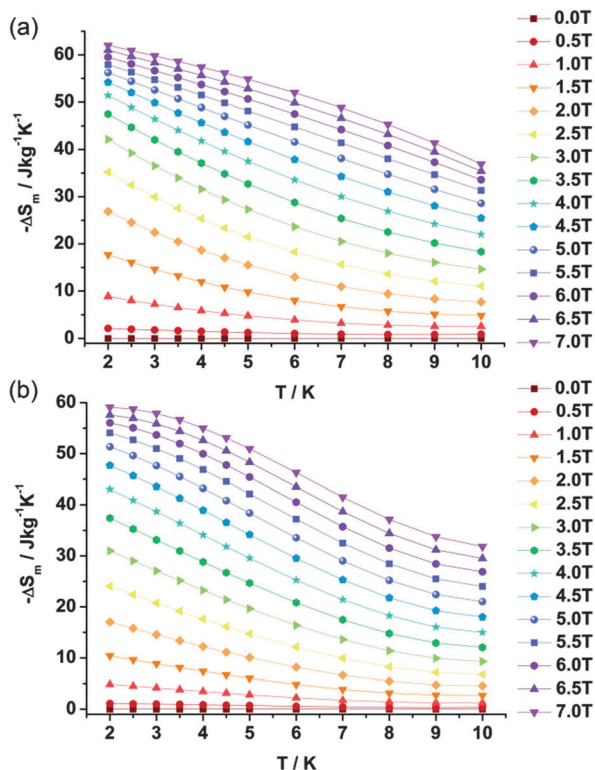 (a)
-ΔSm / Jkg-1K-1
60
50
40
30
20
10
0
2 3 4 5 6 7 8 9 10
T / K
0.0T
0.5T
1.0T
1.5T
2.0T
2.5T
3.0T
3.5T
4.0T
4.5T
5.0T
5.5T
6.0T
6.5T
7.0T
(b)
-ΔSm / Jkg-1K-1
60
50
40
30
20
10
0
2 3 4 5 6 7 8 9 10
T / K
0.0T
0.5T
1.0T
1.5T
2.0T
2.5T
3.0T
3.5T
4.0T
4.5T
5.0T
5.5T
6.0T
6.5T
7.0T